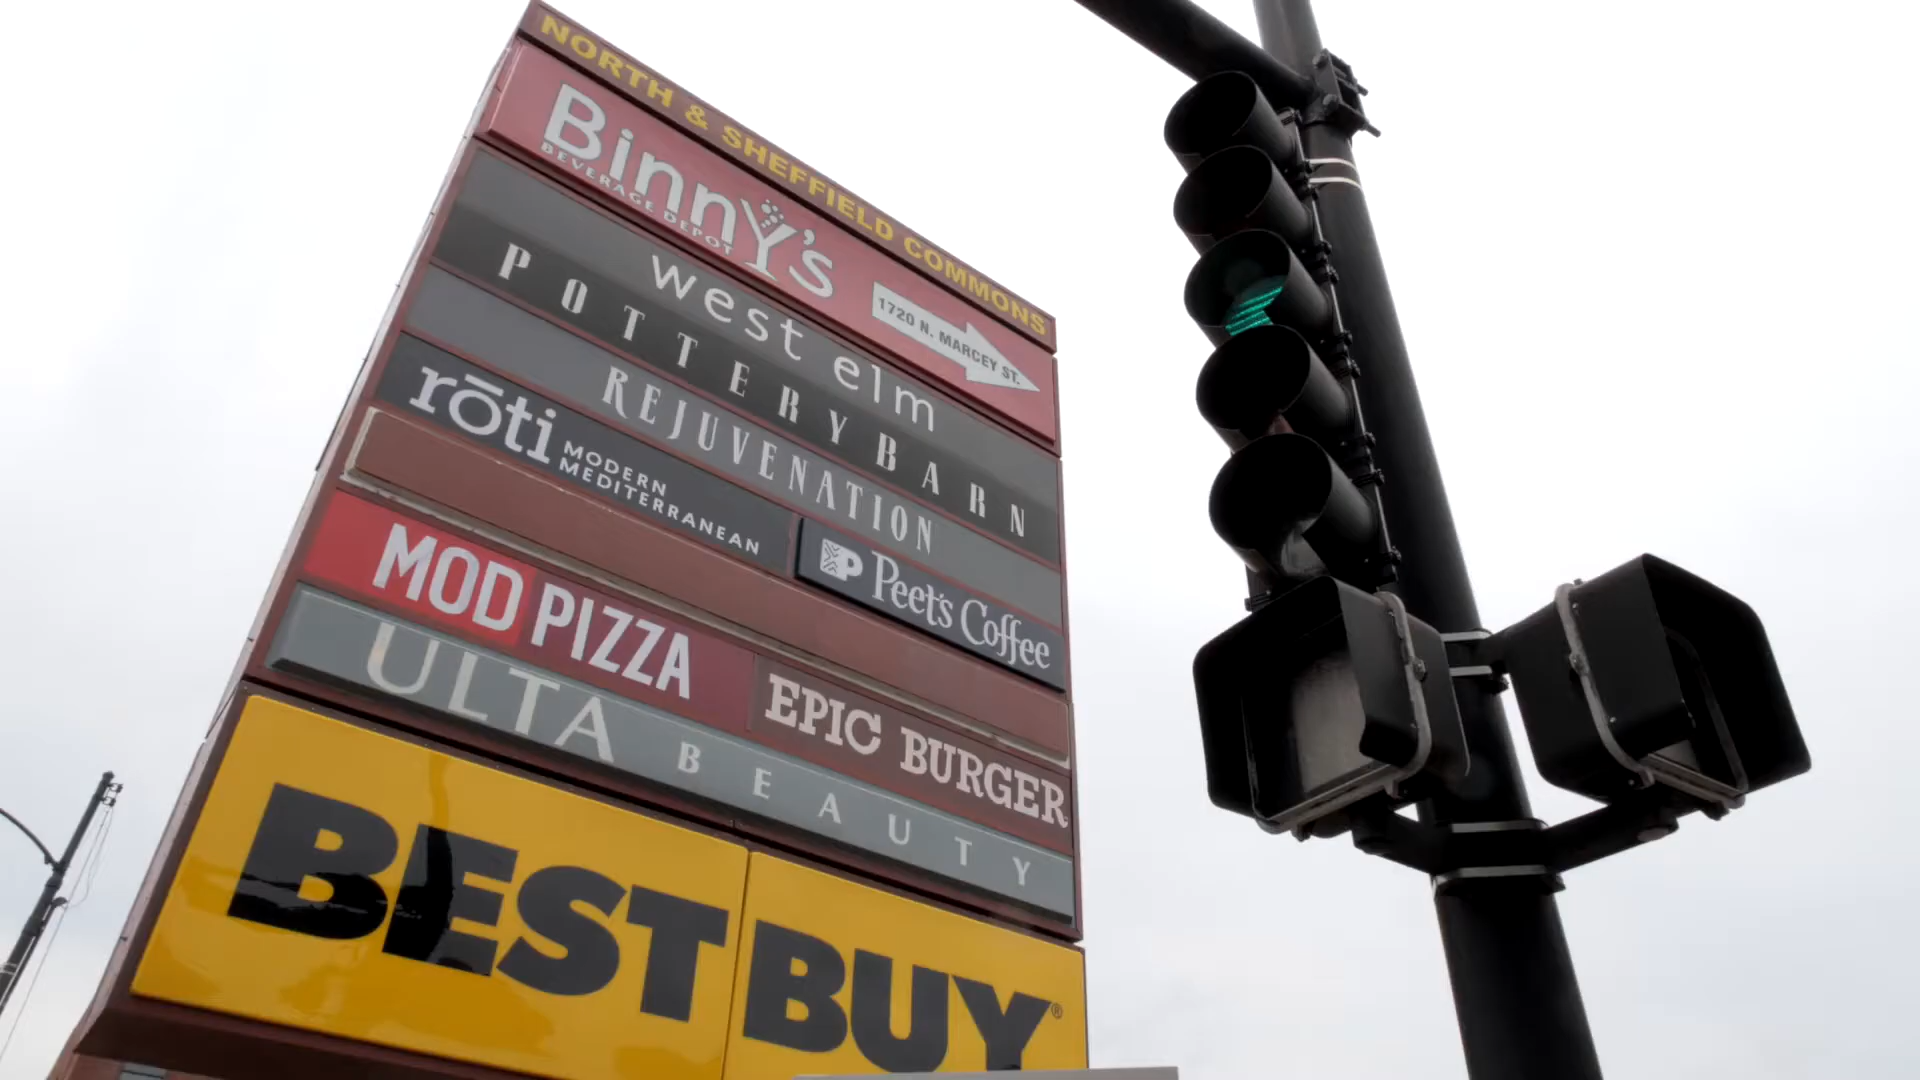 NORTH & SHEFFIELD COMMONS
Binny's
BEVERAGE DEPOT
1720 N. MARCEY ST.
west elm
POTTERY BARN
REJUVENATION
rōti
MODERN
MEDITERRANEAN
Peet's Coffee
MOD PIZZA
EPIC BURGER
ULTA BEAUTY
BEST BUY®